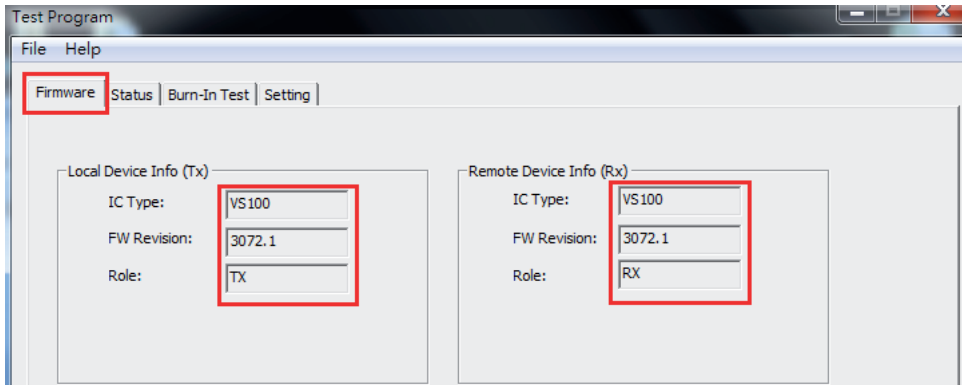 Test Program
File Help
Firmware Status Burn-In Test Setting
Local Device Info (Tx)
IC Type: VS100
FW Revision: 3072.1
Role: TX
Remote Device Info (Rx)
IC Type: VS100
FW Revision: 3072.1
Role: RX